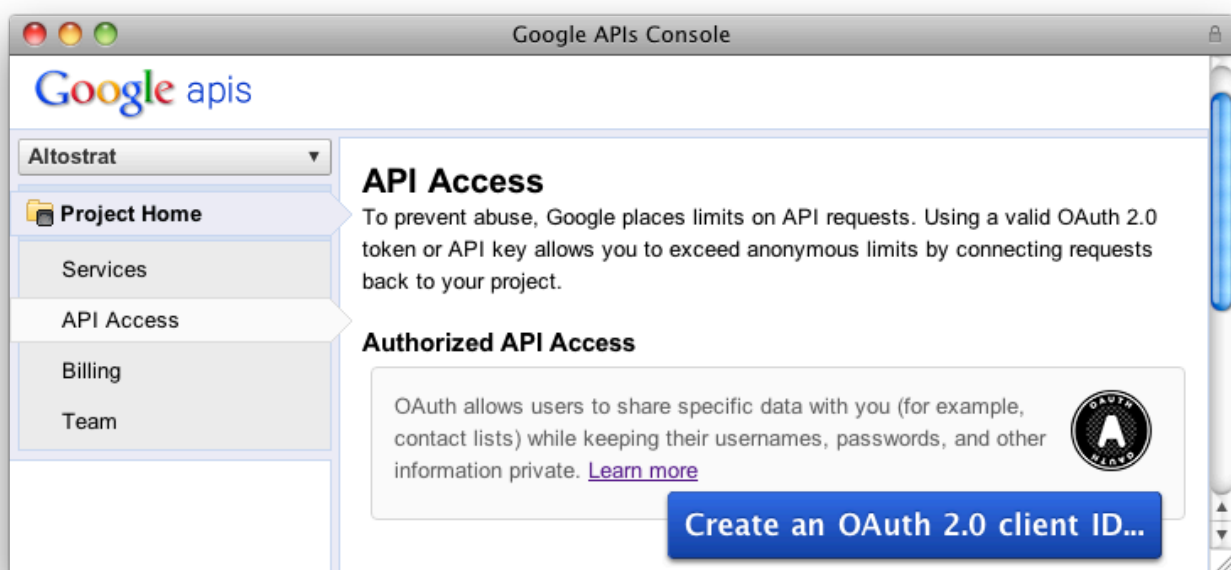 Google APIs Console
Google apis
Altostrat
Project Home
Services
API Access
Billing
Team
API Access
To prevent abuse, Google places limits on API requests. Using a valid OAuth 2.0
token or API key allows you to exceed anonymous limits by connecting requests
back to your project.
Authorized API Access
OAuth allows users to share specific data with you (for example,
contact lists) while keeping their usernames, passwords, and other
information private. Learn more
OAUTH
A
OAUTH
Create an OAuth 2.0 client ID...